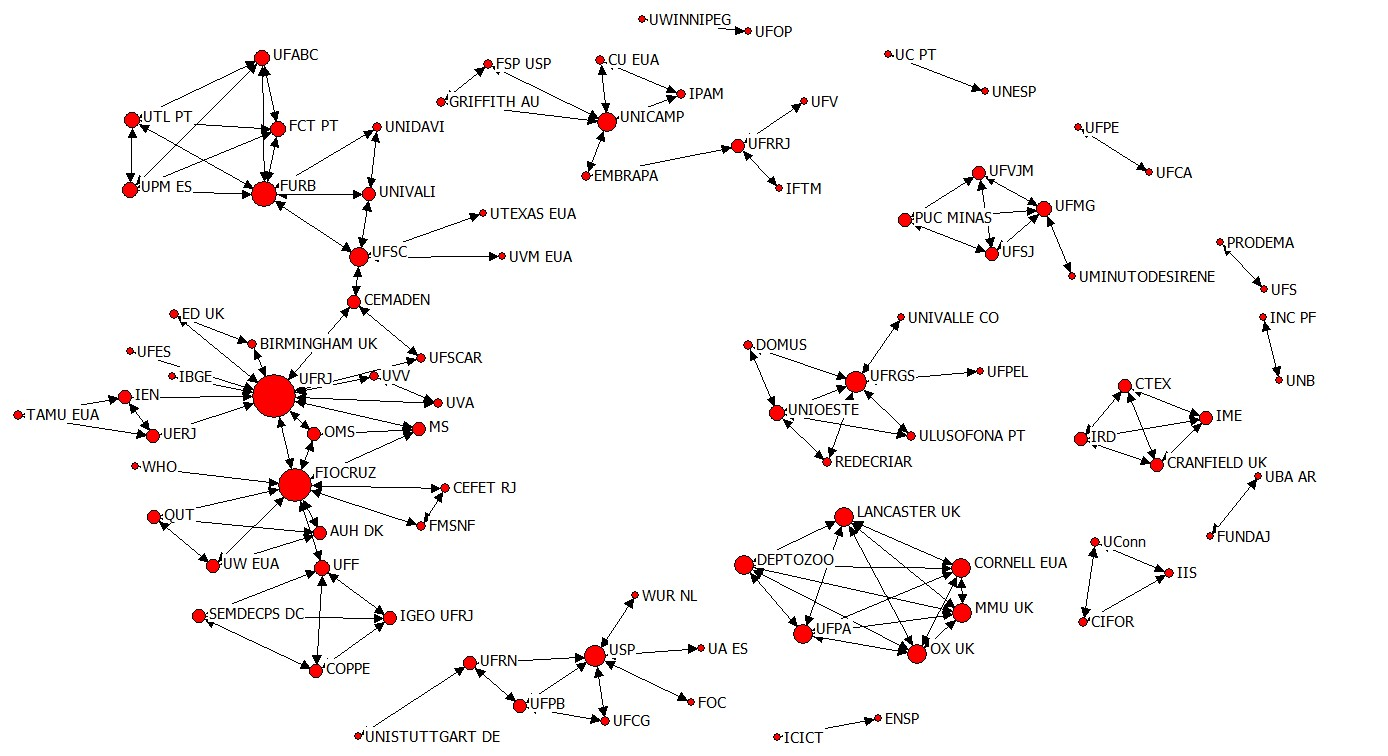 UWINNIPEG
UFOP
UFABC
FSP USP
CU EUA
UC PT
UNESP
IPAM
GRIFFITH AU
UFV
UTL PT
FCT PT
UNIDAVI
UNICAMP
UFPE
UFRRJ
UFCA
UFVJM
EMBRAPA
IFTM
UPM ES
FURB
UNIVALI
UFMG
PUC MINAS
UTEXAS EUA
UFSC
UFSJ
UVM EUA
PRODEMA
UMINUTODESIRENE
UFS
CEMADEN
ED UK
UNIVALLE CO
INC PF
BIRMINGHAM UK
DOMUS
UFES
UFSCAR
IBGE
UFRJ
UVV
UFRGS
UFPEL
UNB
CTEX
IEN
UVA
UNIOESTE
TAMU EUA
IME
UERJ
OMS
MS
ULUSOFONA PT
IRD
REDECRIAR
CRANFIELD UK
WHO
FIOCRUZ
UBA AR
CEFET RJ
QUT
LANCASTER UK
FMSNF
AUH DK
FUNDAJ
UConn
UW EUA
UFF
DEPTOZOO
CORNELL EUA
IIS
WUR NL
SEMDECPS DC
IGEO UFRJ
MMU UK
CIFOR
UFPA
USP
UA ES
OX UK
UFRN
COPPE
UFPB
FOC
UFCG
ENSP
UNISTUTTGART DE
ICICT